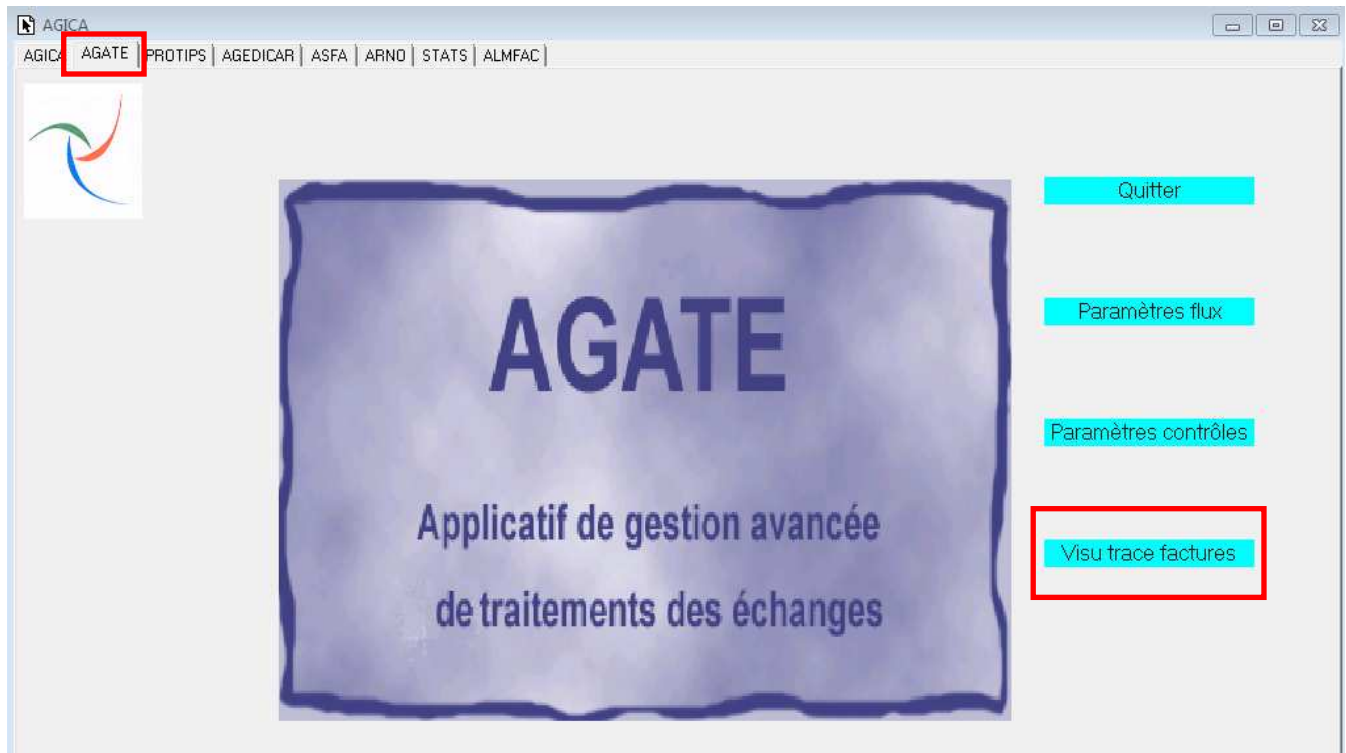 AGICA
AGICA AGATE PROTIPS AGEDICAR ASFA ARNO STATS ALMFAC
Quitter
Paramètres flux
AGATE
Paramètres contrôles
Applicatif de gestion avancée
Visu trace factures
de traitements des échanges